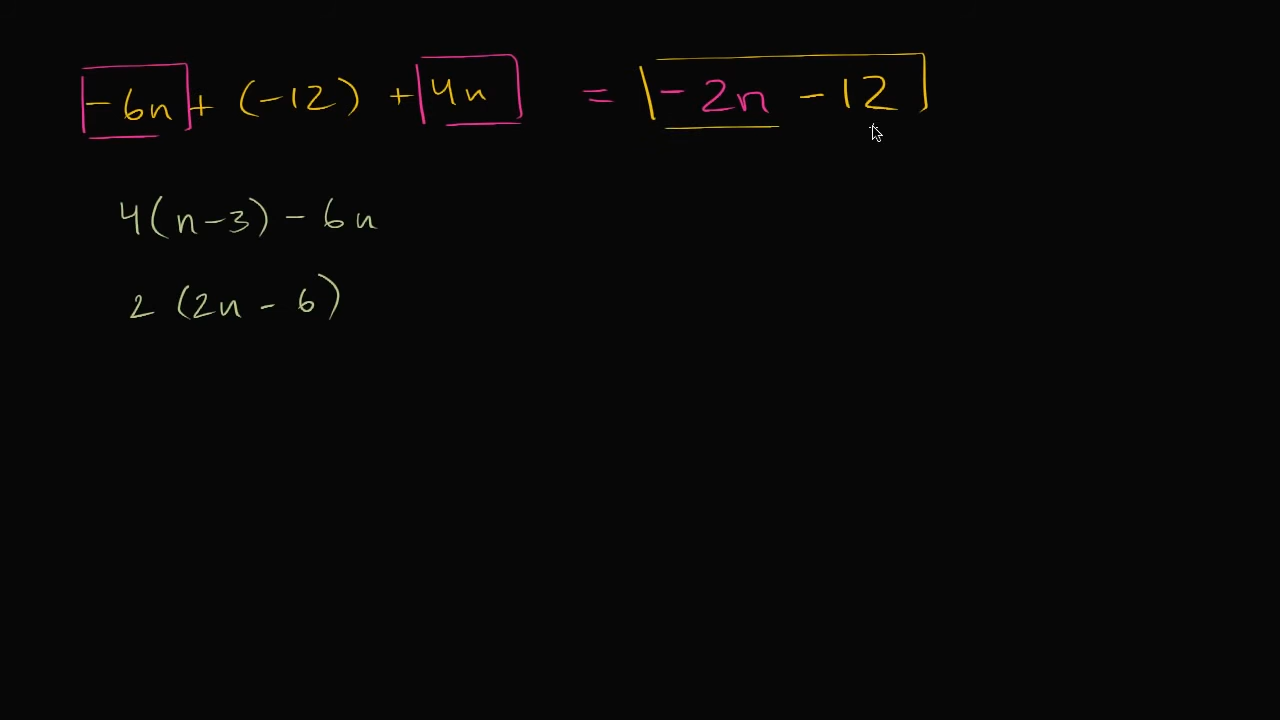 -6n + (-12) + 4n = -2n - 12
4(n-3) - 6n
2 (2n - 6)